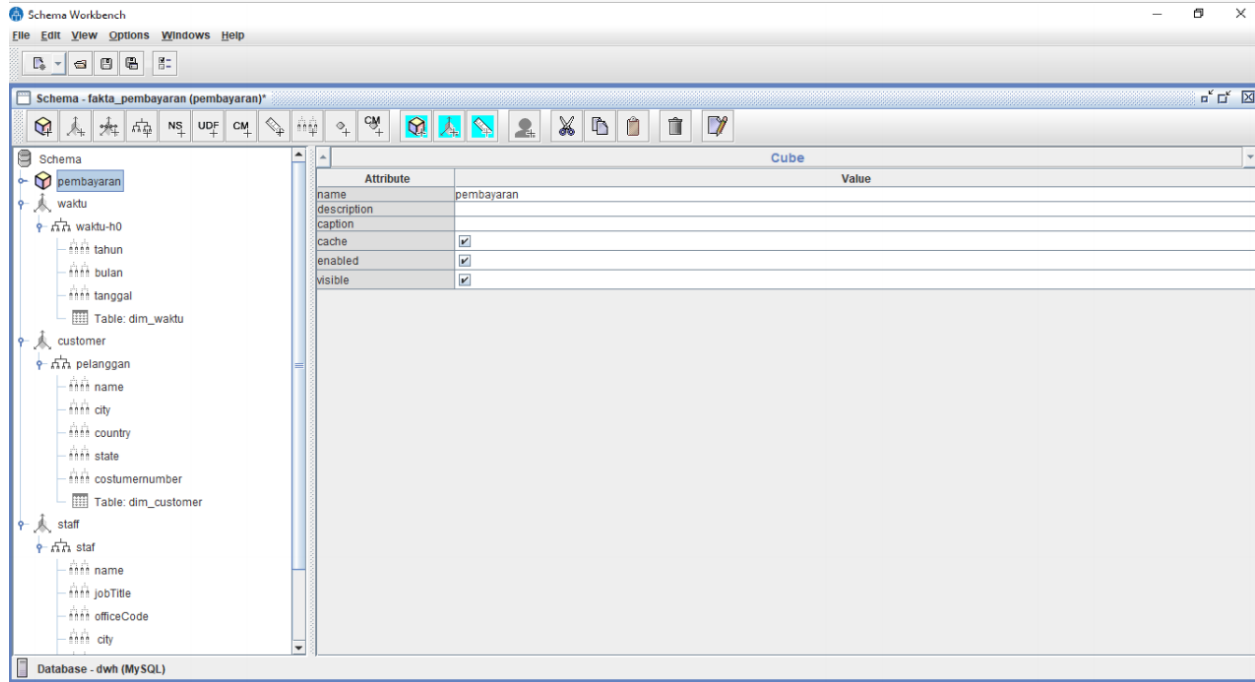 Schema Workbench
File Edit View Options Windows Help
Schema - fakta_pembayaran (pembayaran)*
NS UDF CM CM
Schema
pembayaran
waktu
waktu-h0
tahun
bulan
tanggal
Table: dim_waktu
customer
pelanggan
name
city
country
state
costumernumber
Table: dim_customer
staff
staf
name
jobTitle
officeCode
city
Cube
Attribute Value
name pembayaran
description
caption
cache
enabled
visible
Database - dwh (MySQL)